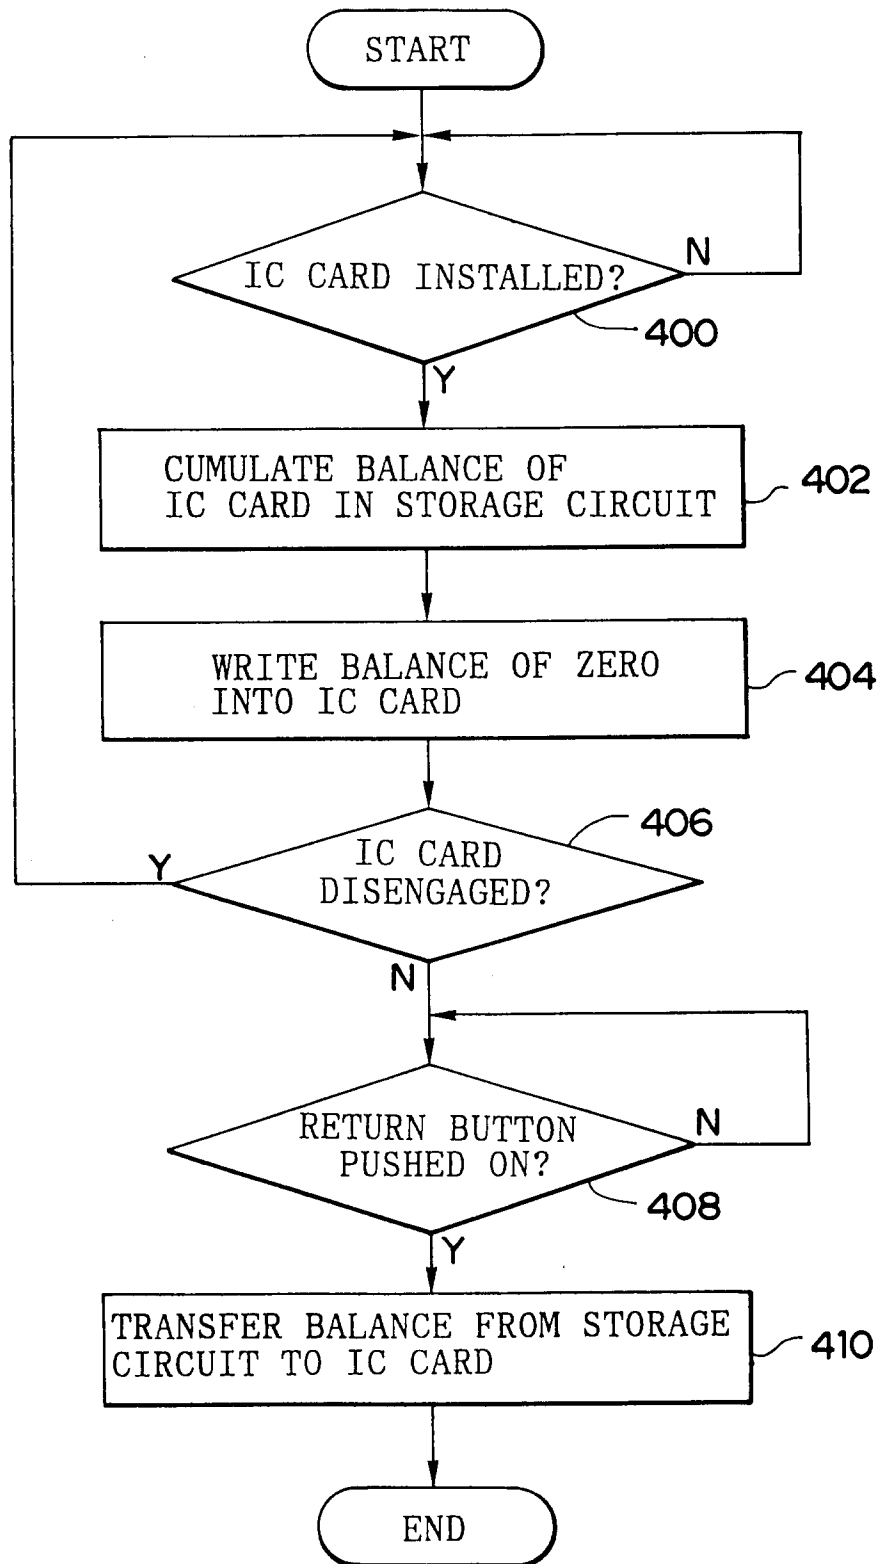 START
IC CARD INSTALLED?
N
400
Y
CUMULATE BALANCE OF
IC CARD IN STORAGE CIRCUIT
402
WRITE BALANCE OF ZERO
INTO IC CARD
404
406
Y
IC CARD
DISENGAGED?
N
RETURN BUTTON
PUSHED ON?
N
408
Y
TRANSFER BALANCE FROM STORAGE
CIRCUIT TO IC CARD
410
END